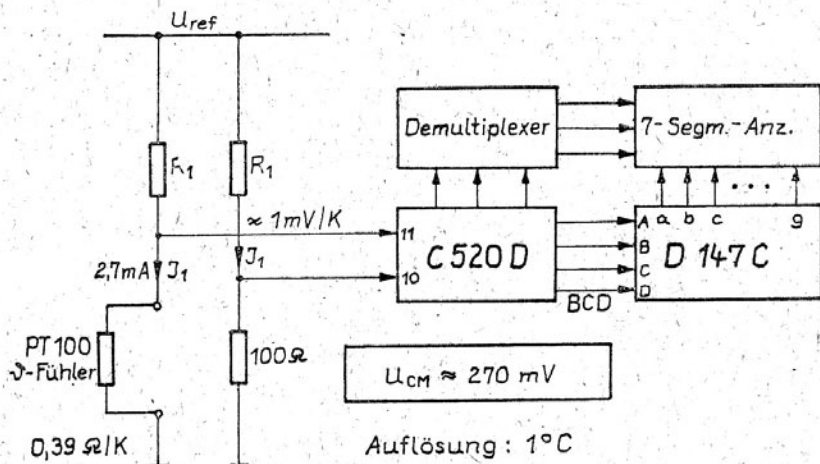 Uref
Demultiplexer
7-Segm.-Anz.
R1
R1
≈ 1mV/K
a b c ... g
11
C 520 D
A
B
C
D
D 147 C
2,7mA
J1
J1
10
BCD
PT 100
ϑ-Fühler
100Ω
UCM ≈ 270 mV
0,39 Ω/K
Auflösung : 1°C